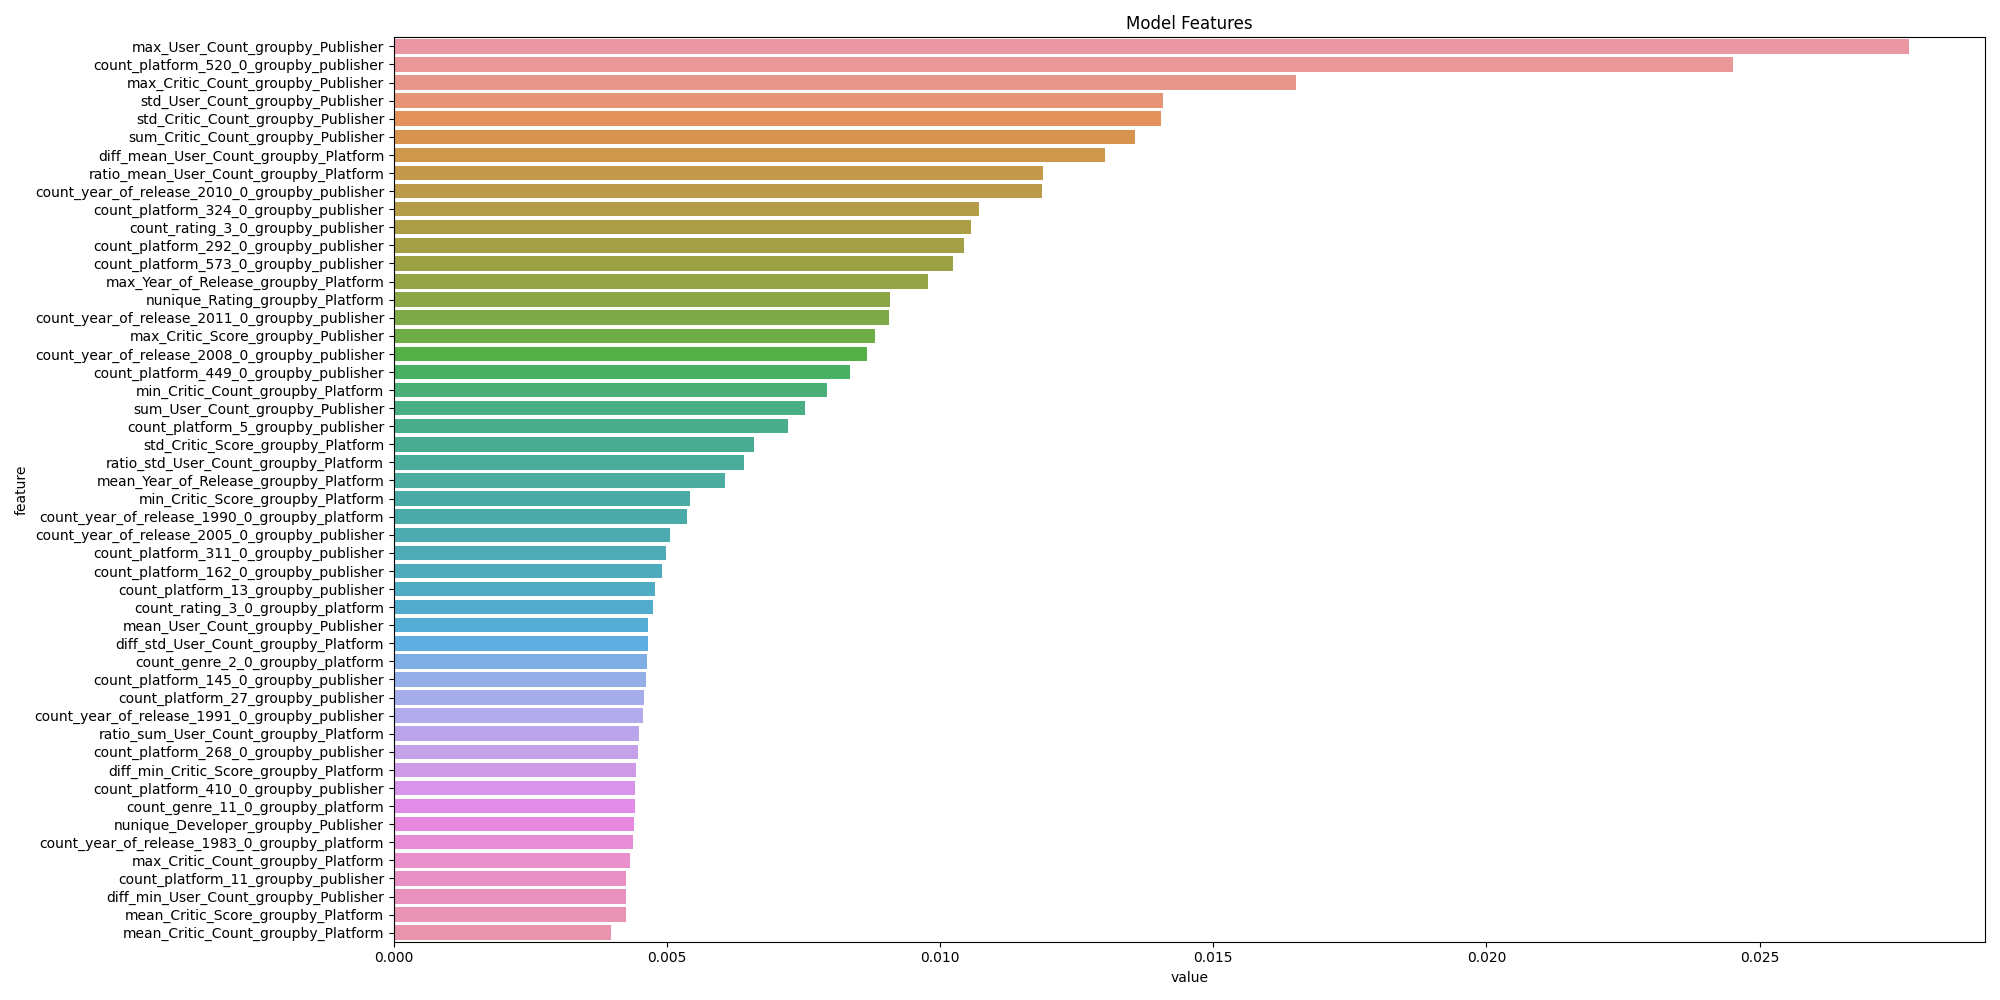 Model Features
max_User_Count_groupby_Publisher
count_platform_520_0_groupby_publisher
max_Critic_Count_groupby_Publisher
std_User_Count_groupby_Publisher
std_Critic_Count_groupby_Publisher
sum_Critic_Count_groupby_Publisher
diff_mean_User_Count_groupby_Platform
ratio_mean_User_Count_groupby_Platform
count_year_of_release_2010_0_groupby_publisher
count_platform_324_0_groupby_publisher
count_rating_3_0_groupby_publisher
count_platform_292_0_groupby_publisher
count_platform_573_0_groupby_publisher
max_Year_of_Release_groupby_Platform
nunique_Rating_groupby_Platform
count_year_of_release_2011_0_groupby_publisher
max_Critic_Score_groupby_Publisher
count_year_of_release_2008_0_groupby_publisher
count_platform_449_0_groupby_publisher
min_Critic_Count_groupby_Platform
sum_User_Count_groupby_Publisher
count_platform_5_groupby_publisher
std_Critic_Score_groupby_Platform
ratio_std_User_Count_groupby_Platform
mean_Year_of_Release_groupby_Platform
min_Critic_Score_groupby_Platform
count_year_of_release_1990_0_groupby_platform
count_year_of_release_2005_0_groupby_publisher
count_platform_311_0_groupby_publisher
count_platform_162_0_groupby_publisher
count_platform_13_groupby_publisher
count_rating_3_0_groupby_platform
mean_User_Count_groupby_Publisher
diff_std_User_Count_groupby_Platform
count_genre_2_0_groupby_platform
count_platform_145_0_groupby_publisher
count_platform_27_groupby_publisher
count_year_of_release_1991_0_groupby_publisher
ratio_sum_User_Count_groupby_Platform
count_platform_268_0_groupby_publisher
diff_min_Critic_Score_groupby_Platform
count_platform_410_0_groupby_publisher
count_genre_11_0_groupby_platform
nunique_Developer_groupby_Publisher
count_year_of_release_1983_0_groupby_platform
max_Critic_Count_groupby_Platform
count_platform_11_groupby_publisher
diff_min_User_Count_groupby_Publisher
mean_Critic_Score_groupby_Platform
mean_Critic_Count_groupby_Platform
feature
0.000 0.005 0.010 0.015 0.020 0.025
value